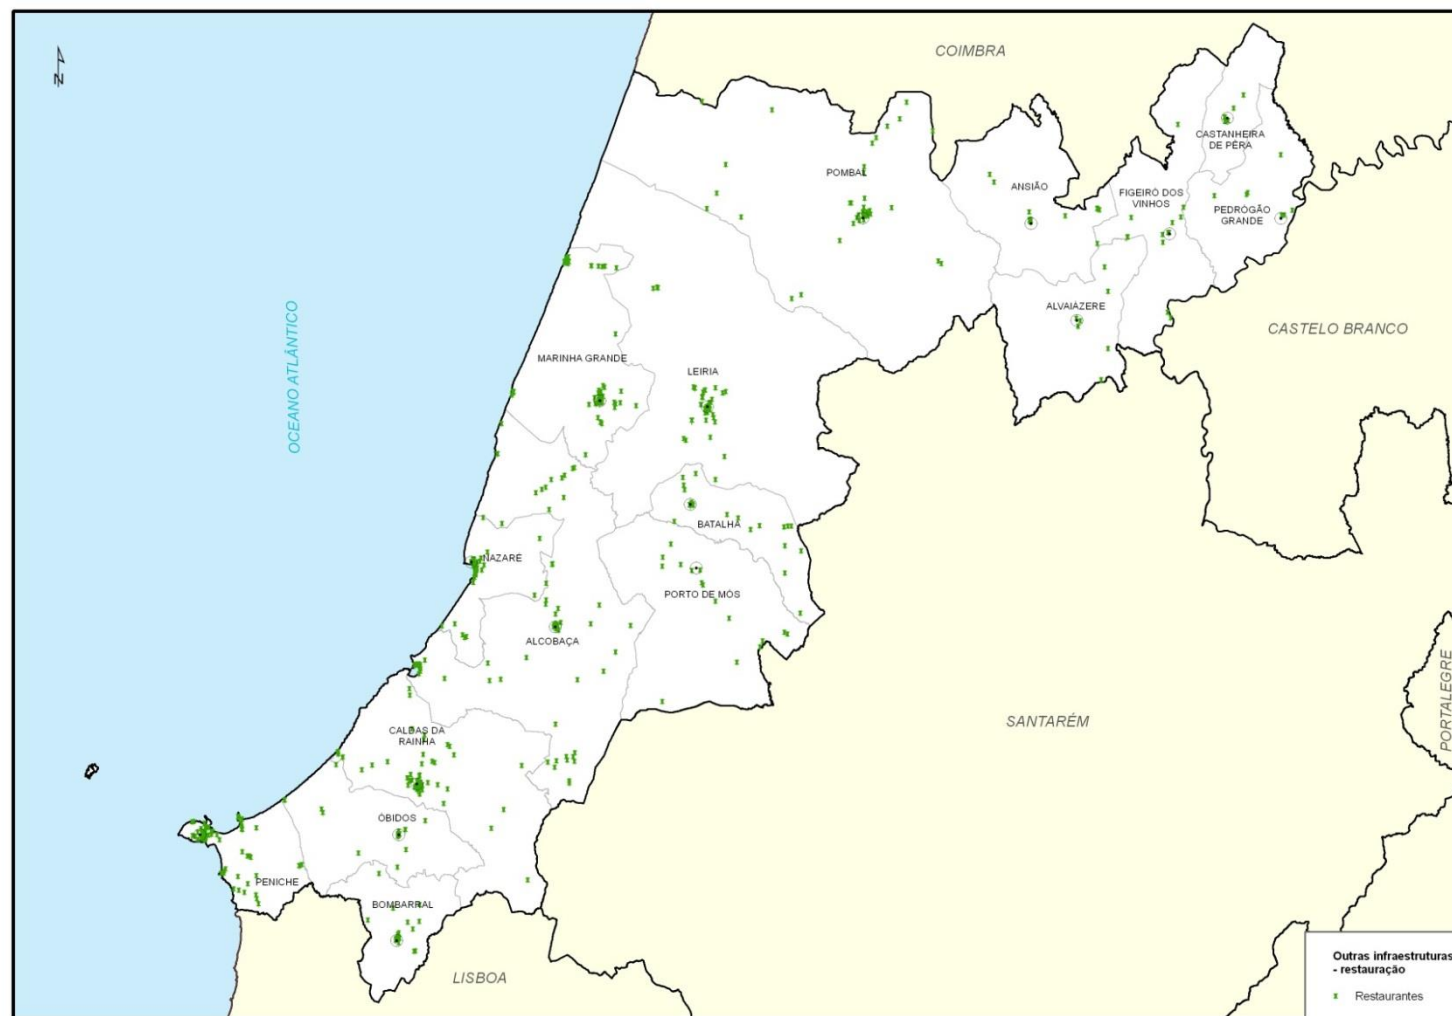 N
COIMBRA
CASTANHEIRA
DE PÊRA
POMBAL
ANSIÃO
FIGEIRÓ DOS
VINHOS
PEDRÓGÃO
GRANDE
ALVAIÁZERE
CASTELO BRANCO
OCEANO ATLÂNTICO
MARINHA GRANDE
LEIRIA
BATALHA
NAZARÉ
PORTO DE MÓS
ALCOBAÇA
PORTALEGRE
SANTARÉM
CALDAS DA
RAINHA
ÓBIDOS
PENICHE
BOMBARRAL
LISBOA
Outras infraestruturas
- restauração
Restaurantes